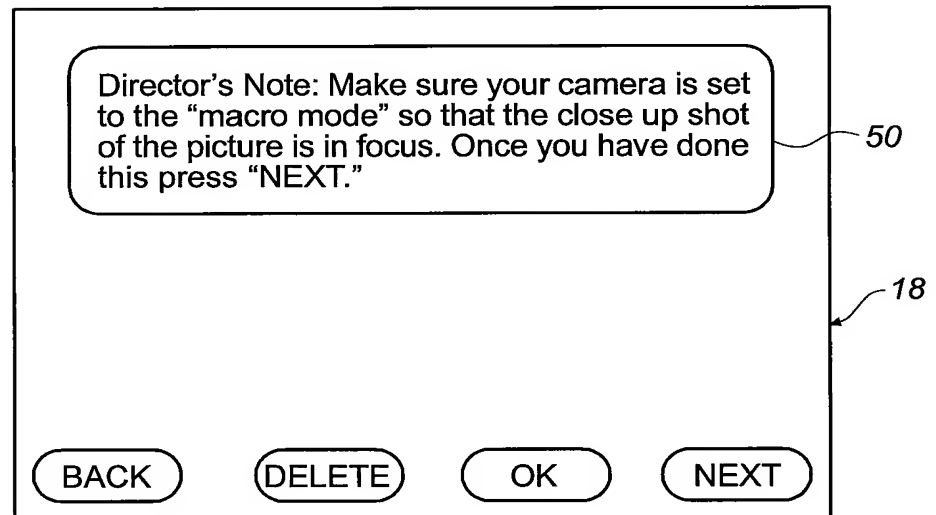 Director's Note: Make sure your camera is set
to the “macro mode” so that the close up shot
of the picture is in focus. Once you have done
this press “NEXT.”
50
18
BACK DELETE OK NEXT